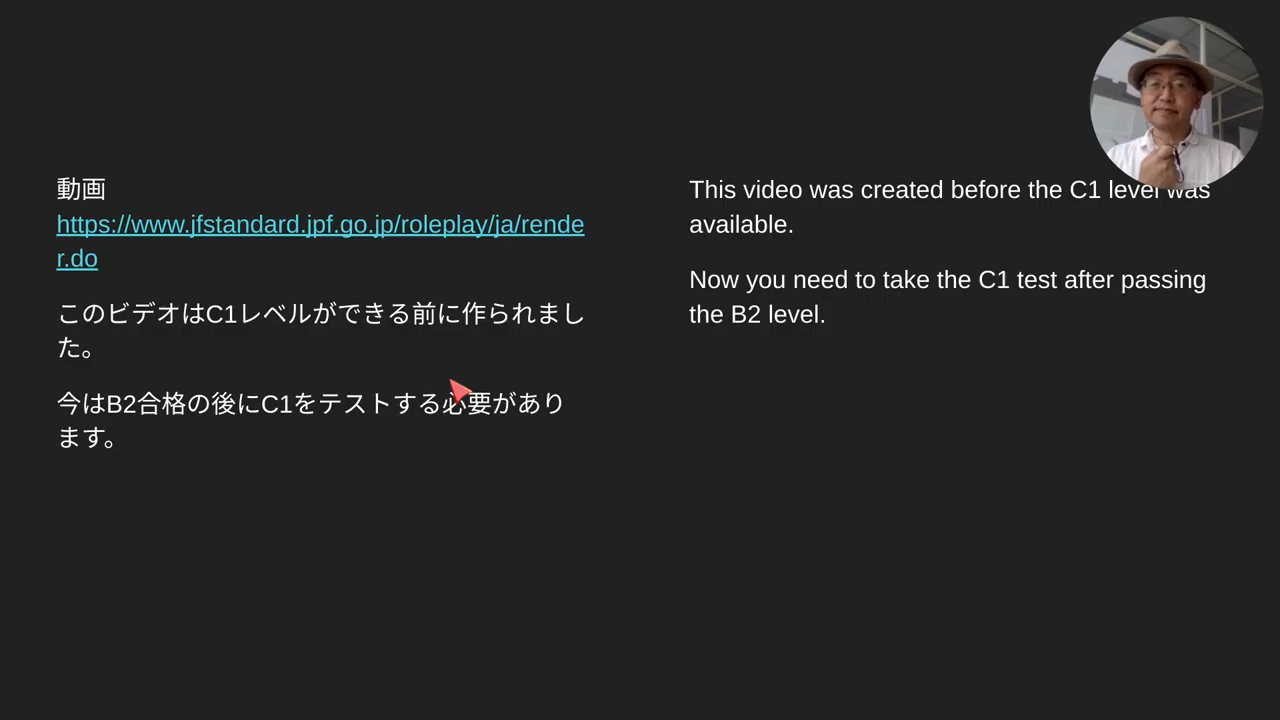 動画
https://www.jfstandard.jpf.go.jp/roleplay/ja/rende
r.do
このビデオはC1レベルができる前に作られまし
た。
今はB2合格の後にC1をテストする必要があり
ます。
This video was created before the C1 level was
available.
Now you need to take the C1 test after passing
the B2 level.